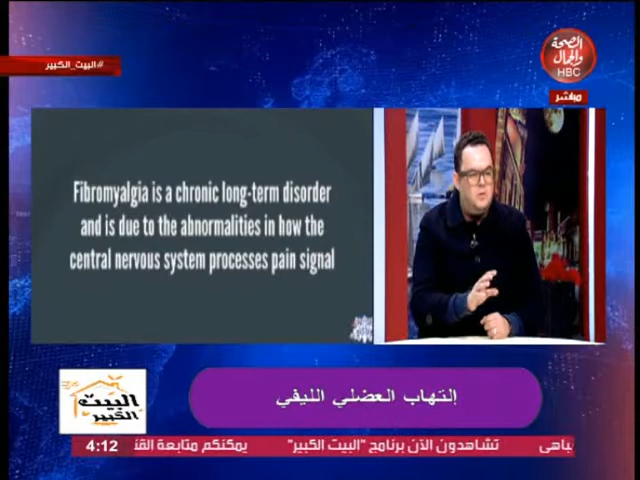 الصحة
والجمال
HBC
مباشر
#البيت_الكبير
Fibromyalgia is a chronic long-term disorder
and is due to the abnormalities in how the
central nervous system processes pain signal
إلتهاب العضلي الليفي
البيت
الكبير
4:12
يباهى تشاهدون الآن برنامج "البيت الكبير" يمكنكم متابعة القن